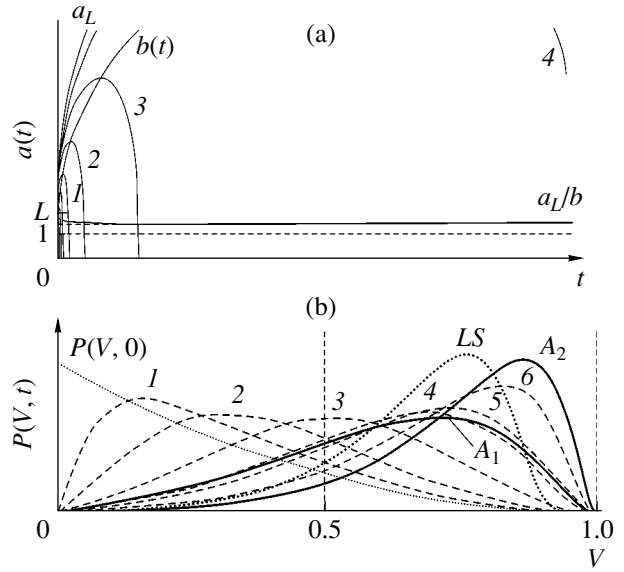 (a)
a_L
b(t)
4
3
2
1
a(t)
a_L/b
L
1
0
t
(b)
P(V, 0)
LS
A_2
1
2
3
4
5
6
A_1
P(V, t)
0
0.5
1.0
V